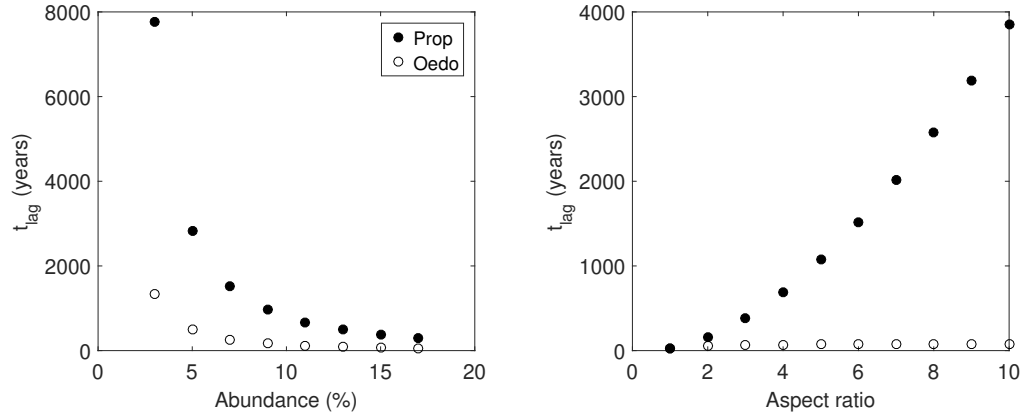 8000
6000
4000
2000
0
t_lag (years)
Prop
Oedo
0 5 10 15 20
Abundance (%)
4000
3000
2000
1000
0
t_lag (years)
0 2 4 6 8 10
Aspect ratio